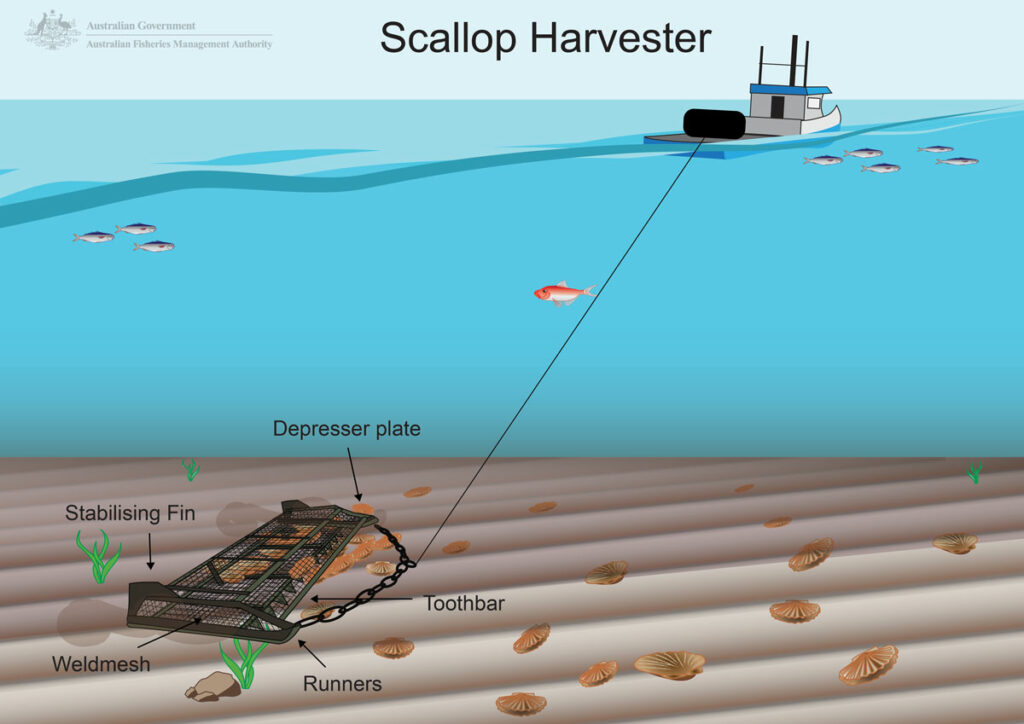 Australian Government
Australian Fisheries Management Authority
Scallop Harvester
Depresser plate
Stabilising Fin
Toothbar
Weldmesh
Runners